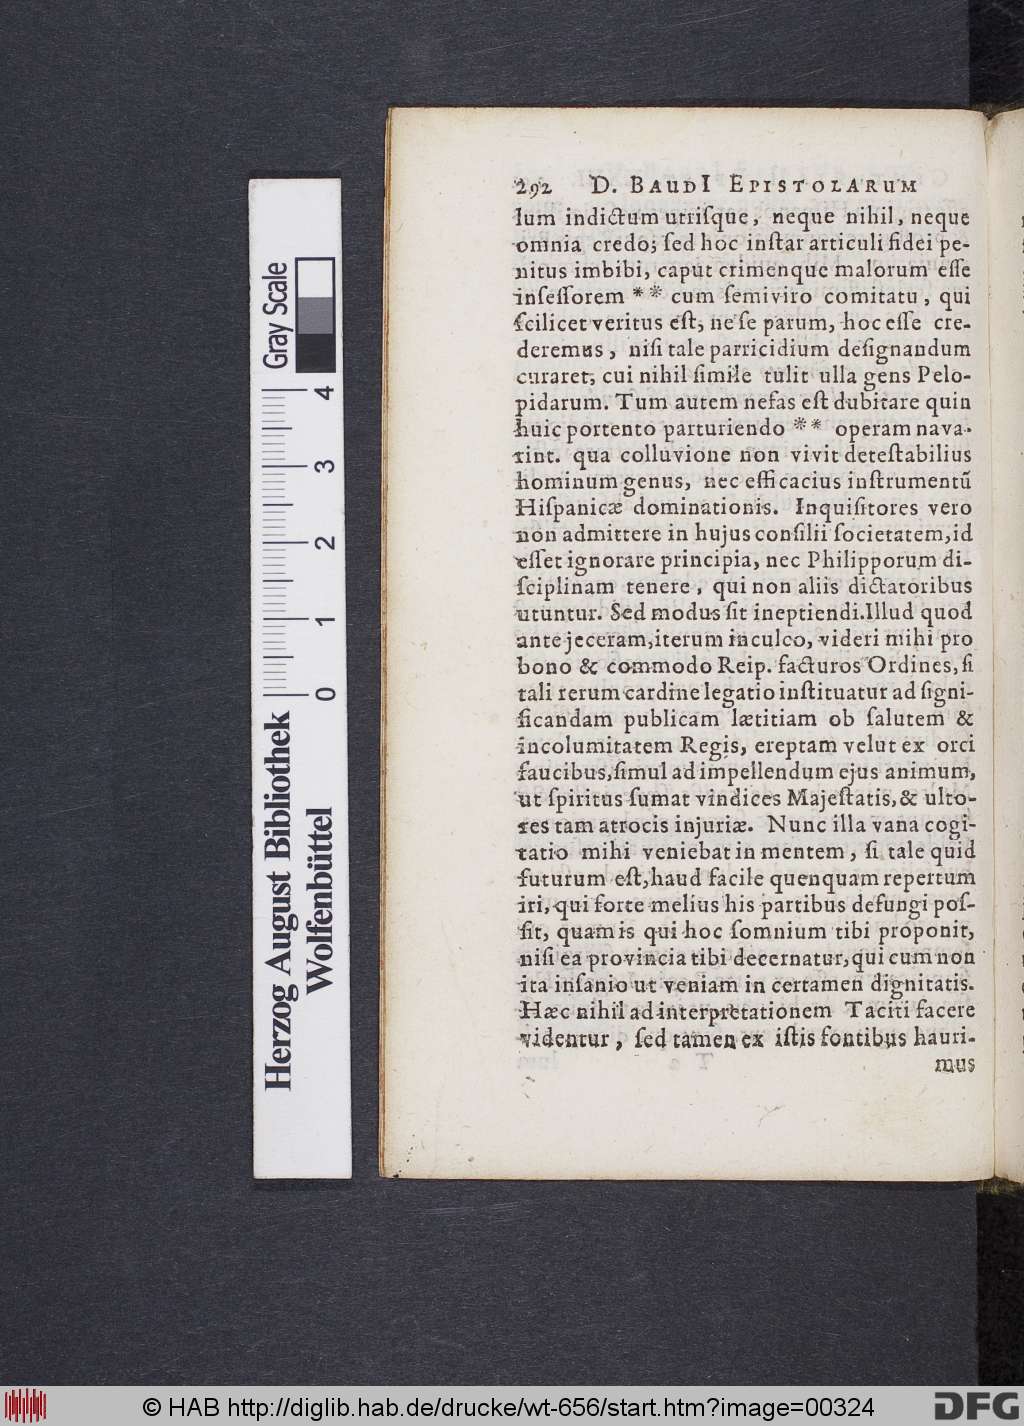 292 D. BAUDI EPISTOLARUM
lum indictum utriſque, neque nihil, neque
omnia credo; ſed hoc inſtar articuli fidei pe-
nitus imbibi, caput crimenque malorum eſſe
inſeſſorem ** cum ſemiviro comitatu, qui
ſcilicet veritus eſt, ne ſe parum, hoc eſſe cre-
deremus, niſi tale parricidium deſignandum
curaret, cui nihil ſimile tulit ulla gens Pelo-
pidarum. Tum autem nefas eſt dubitare quin
huic portento parturiendo ** operam nava-
rint. qua colluvione non vivit deteſtabilius
hominum genus, nec efficacius inſtrumentū
Hiſpanicæ dominationis. Inquiſitores vero
non admittere in hujus conſilii ſocietatem, id
eſſet ignorare principia, nec Philipporum di-
ſciplinam tenere, qui non aliis dictatoribus
utuntur. Sed modus ſit ineptiendi. Illud quod
ante jeceram, iterum inculco, videri mihi pro
bono & commodo Reip. facturos Ordines, ſi
tali rerum cardine legatio inſtituatur ad ſigni-
ficandam publicam lætitiam ob ſalutem &
incolumitatem Regis, ereptam velut ex orci
faucibus, ſimul ad impellendum ejus animum,
ut ſpiritus ſumat vindices Majeſtatis, & ulto-
res tam atrocis injuriæ. Nunc illa vana cogi-
tatio mihi veniebat in mentem, ſi tale quid
futurum eſt, haud facile quenquam repertum
iri, qui forte melius his partibus defungi poſ-
ſit, quam is qui hoc ſomnium tibi proponit,
niſi ea provincia tibi decernatur, qui cum non
ita inſanio ut veniam in certamen dignitatis.
Hæc nihil ad interpretationem Taciti facere
videntur, ſed tamen ex iſtis fontibus hauri-
mus
Gray Scale
4
3
2
1
0
Herzog August Bibliothek
Wolfenbüttel
© HAB http://diglib.hab.de/drucke/wt-656/start.htm?image=00324
DFG